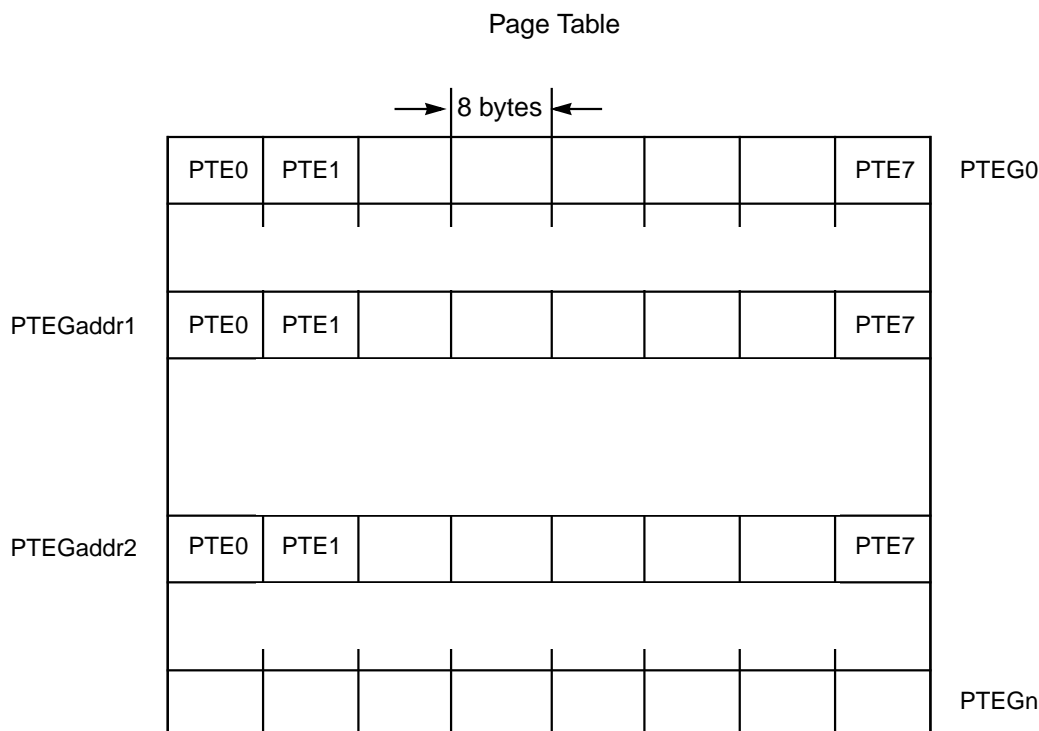 Page Table
8 bytes
PTE0 PTE1 PTE7 PTEG0
PTEGaddr1 PTE0 PTE1 PTE7
PTEGaddr2 PTE0 PTE1 PTE7
PTEGn